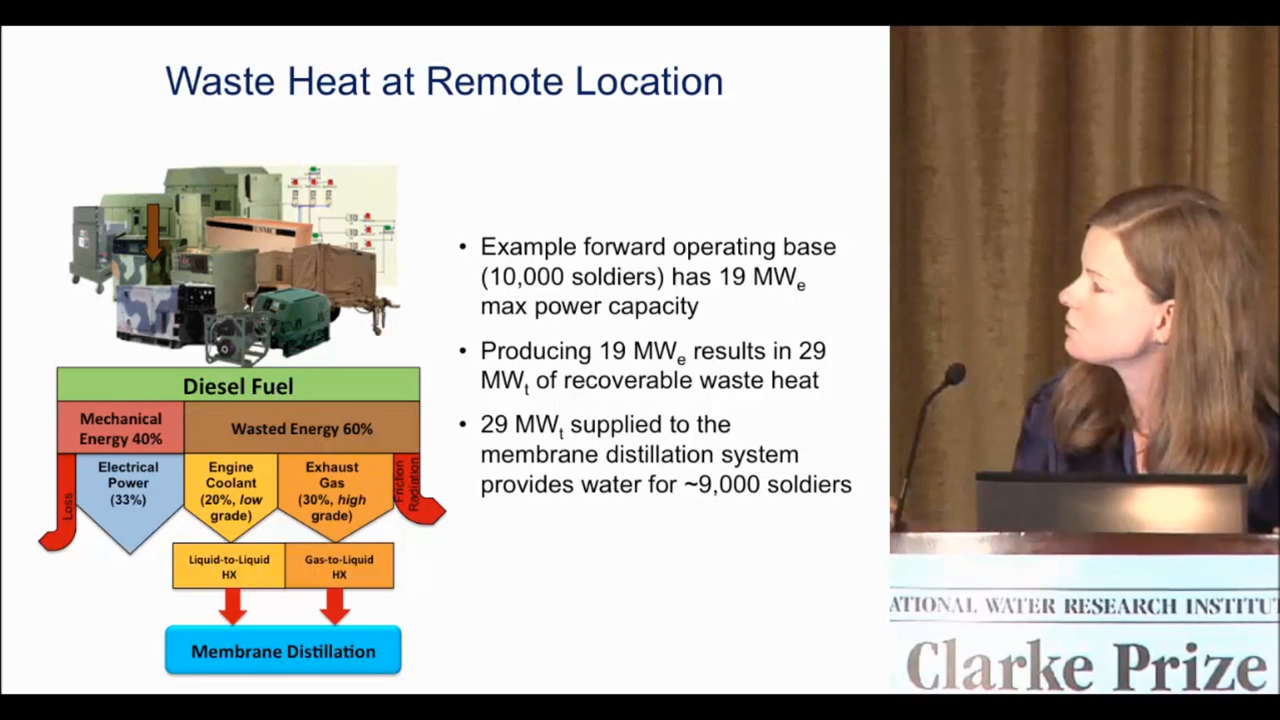 Waste Heat at Remote Location
ESMC
Diesel Fuel
Mechanical
Energy 40%
Wasted Energy 60%
Loss
Electrical
Power
(33%)
Engine
Coolant
(20%, low
grade)
Exhaust
Gas
(30%, high
grade)
Friction
Radiation
Liquid-to-Liquid
HX
Gas-to-Liquid
HX
Membrane Distillation
• Example forward operating base
(10,000 soldiers) has 19 MWe
max power capacity
• Producing 19 MWe results in 29
MWt of recoverable waste heat
• 29 MWt supplied to the
membrane distillation system
provides water for ~9,000 soldiers
ATIONAL WATER RESEARCH INSTITU
Clarke Prize